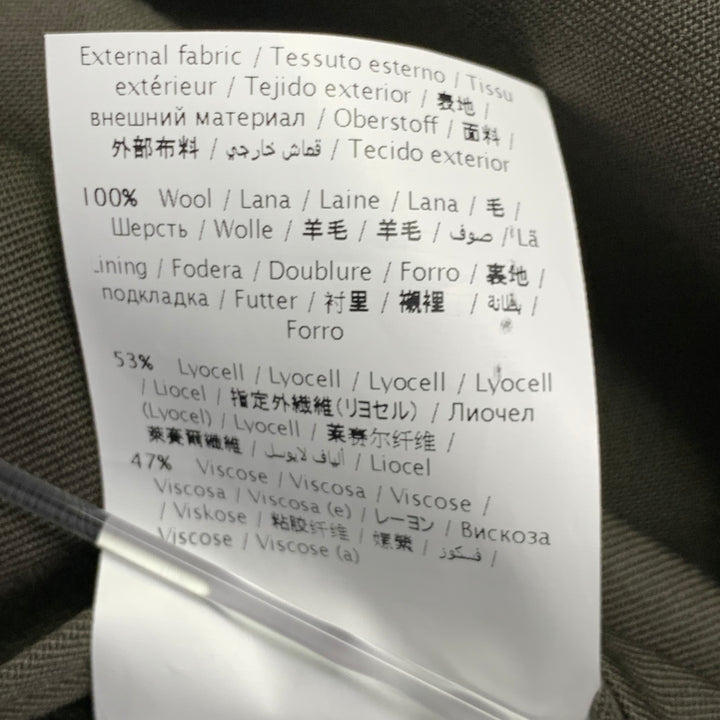 External fabric / Tessuto esterno / Tissu
extérieur / Tejido exterior / 表地 /
внешний материал / Oberstoff / 面料 /
外部布料 / قماش خارجي / Tecido exterior
100% Wool / Lana / Laine / Lana / 毛 /
Шерсть / Wolle / 羊毛 / 羊毛 / صوف / Lã
Lining / Fodera / Doublure / Forro / 裏地 /
подкладка / Futter / 衬里 / 襯裡 / بطانة /
Forro
53% Lyocell / Lyocell / Lyocell / Lyocell
/ Liocel / 指定外繊維(リヨセル) / Лиочел
(Lyocel) / Lyocell / 莱赛尔纤维 /
萊賽爾纖維 / ألياف لايوسل / Liocel
47% Viscose / Viscosa / Viscose /
Viscosa / Viscosa (e) / レーヨン / Вискоза
/ Viskose / 粘胶纤维 / 嫘縈 / فسكوز /
Viscose / Viscose (a)